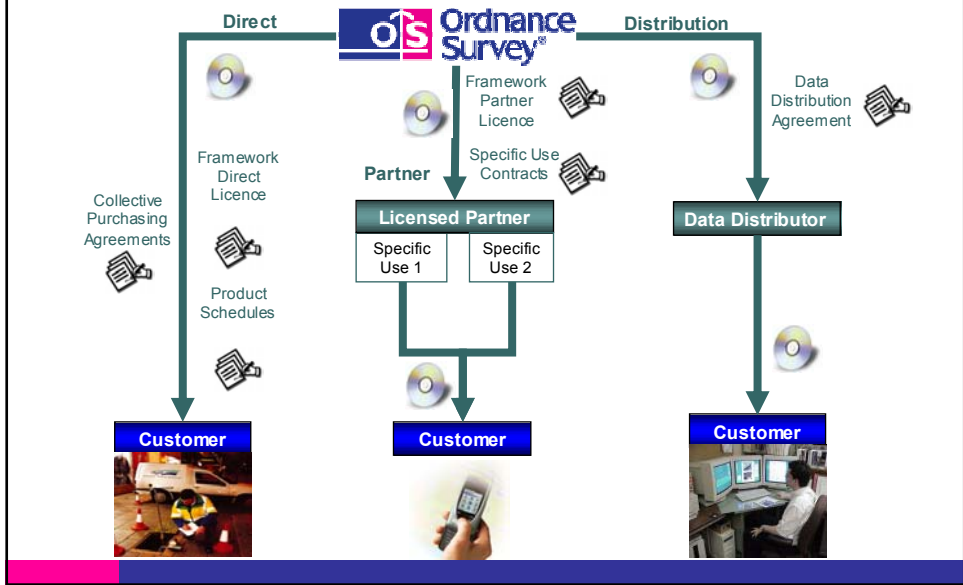 Direct
os Ordnance
Survey®
Distribution
Framework
Partner
Licence
Data
Distribution
Agreement
Specific Use
Contracts
Partner
Framework
Direct
Licence
Collective
Purchasing
Agreements
Licensed Partner
Data Distributor
Specific
Use 1
Specific
Use 2
Product
Schedules
Customer
Customer
Customer